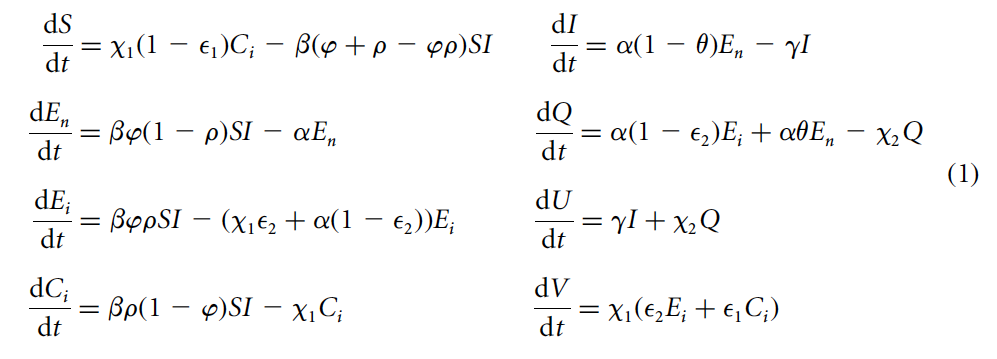 dS/dt = χ₁(1 − ϵ₁)Cᵢ − β(φ + ρ − φρ)SI    dI/dt = α(1 − θ)Eₙ − γI
dEₙ/dt = βφ(1 − ρ)SI − αEₙ    dQ/dt = α(1 − ϵ₂)Eᵢ + αθEₙ − χ₂Q
(1)
dEᵢ/dt = βφρSI − (χ₁ϵ₂ + α(1 − ϵ₂))Eᵢ    dU/dt = γI + χ₂Q
dCᵢ/dt = βρ(1 − φ)SI − χ₁Cᵢ    dV/dt = χ₁(ϵ₂Eᵢ + ϵ₁Cᵢ)